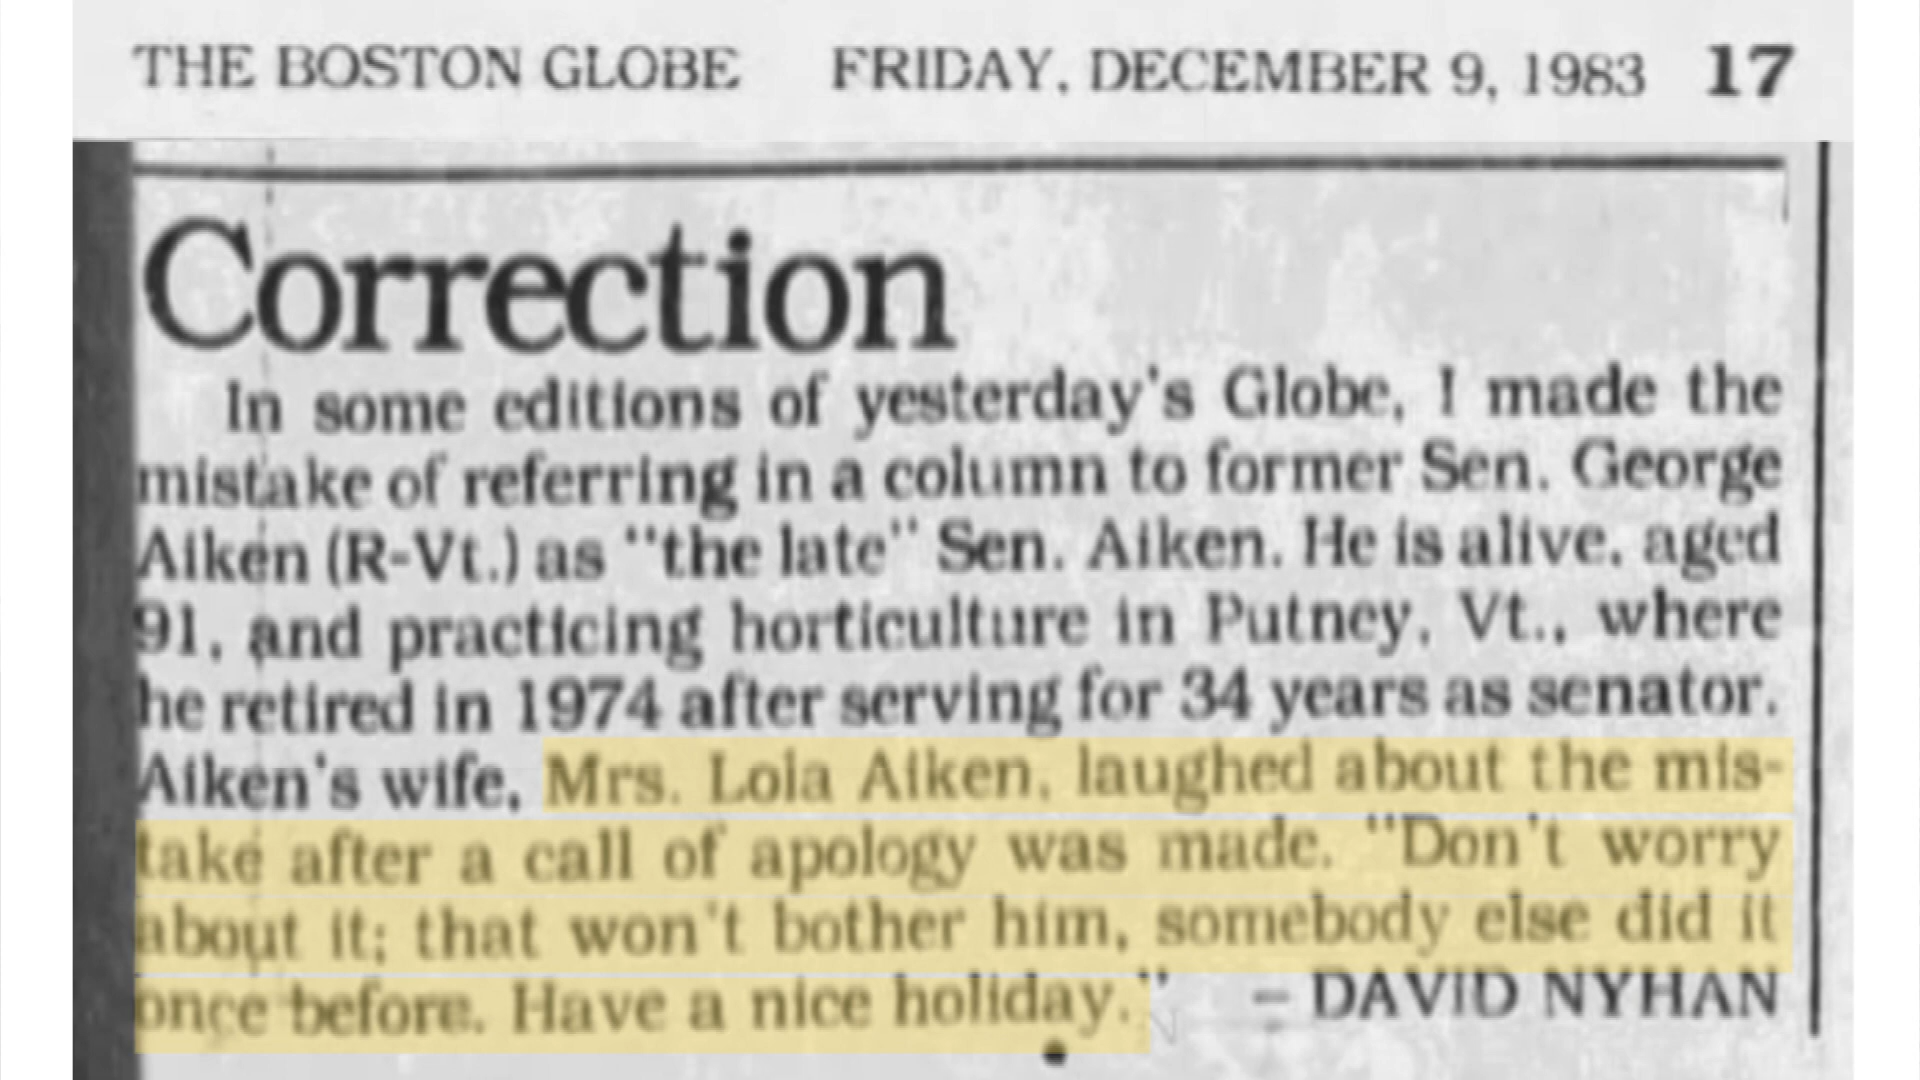 THE BOSTON GLOBE FRIDAY, DECEMBER 9, 1983 17
Correction
In some editions of yesterday's Globe, I made the
mistake of referring in a column to former Sen. George
Aiken (R-Vt.) as "the late" Sen. Aiken. He is alive, aged
91, and practicing horticulture in Putney, Vt., where
he retired in 1974 after serving for 34 years as senator.
Aiken's wife, Mrs. Lola Aiken, laughed about the mis-
take after a call of apology was made. "Don't worry
about it; that won't bother him, somebody else did it
once before. Have a nice holiday." – DAVID NYHAN